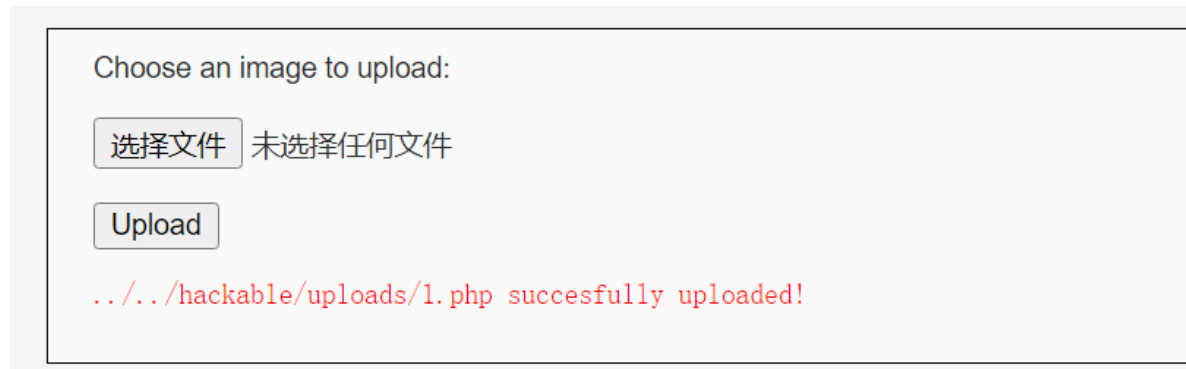 Choose an image to upload:
选择文件 未选择任何文件
Upload
../../hackable/uploads/1.php succesfully uploaded!